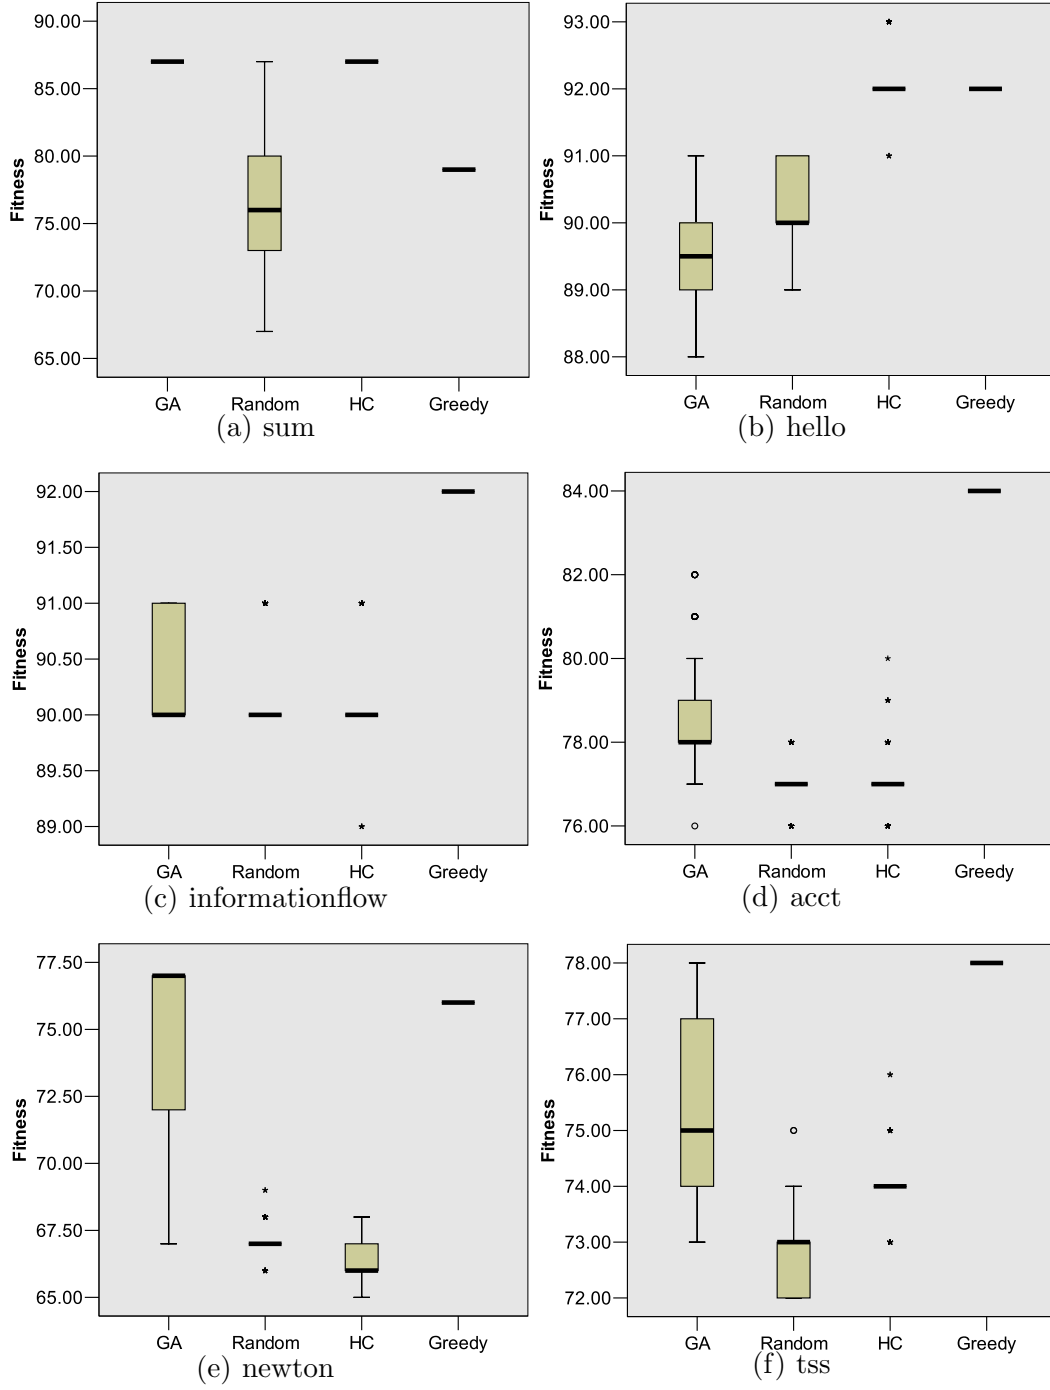 90.00
85.00
80.00
75.00
70.00
65.00
Fitness
GA Random HC Greedy
(a) sum
93.00
92.00
91.00
90.00
89.00
88.00
Fitness
GA Random HC Greedy
(b) hello
92.00
91.50
91.00
90.50
90.00
89.50
89.00
Fitness
GA Random HC Greedy
(c) informationflow
84.00
82.00
80.00
78.00
76.00
Fitness
GA Random HC Greedy
(d) acct
77.50
75.00
72.50
70.00
67.50
65.00
Fitness
GA Random HC Greedy
(e) newton
78.00
77.00
76.00
75.00
74.00
73.00
72.00
Fitness
GA Random HC Greedy
(f) tss